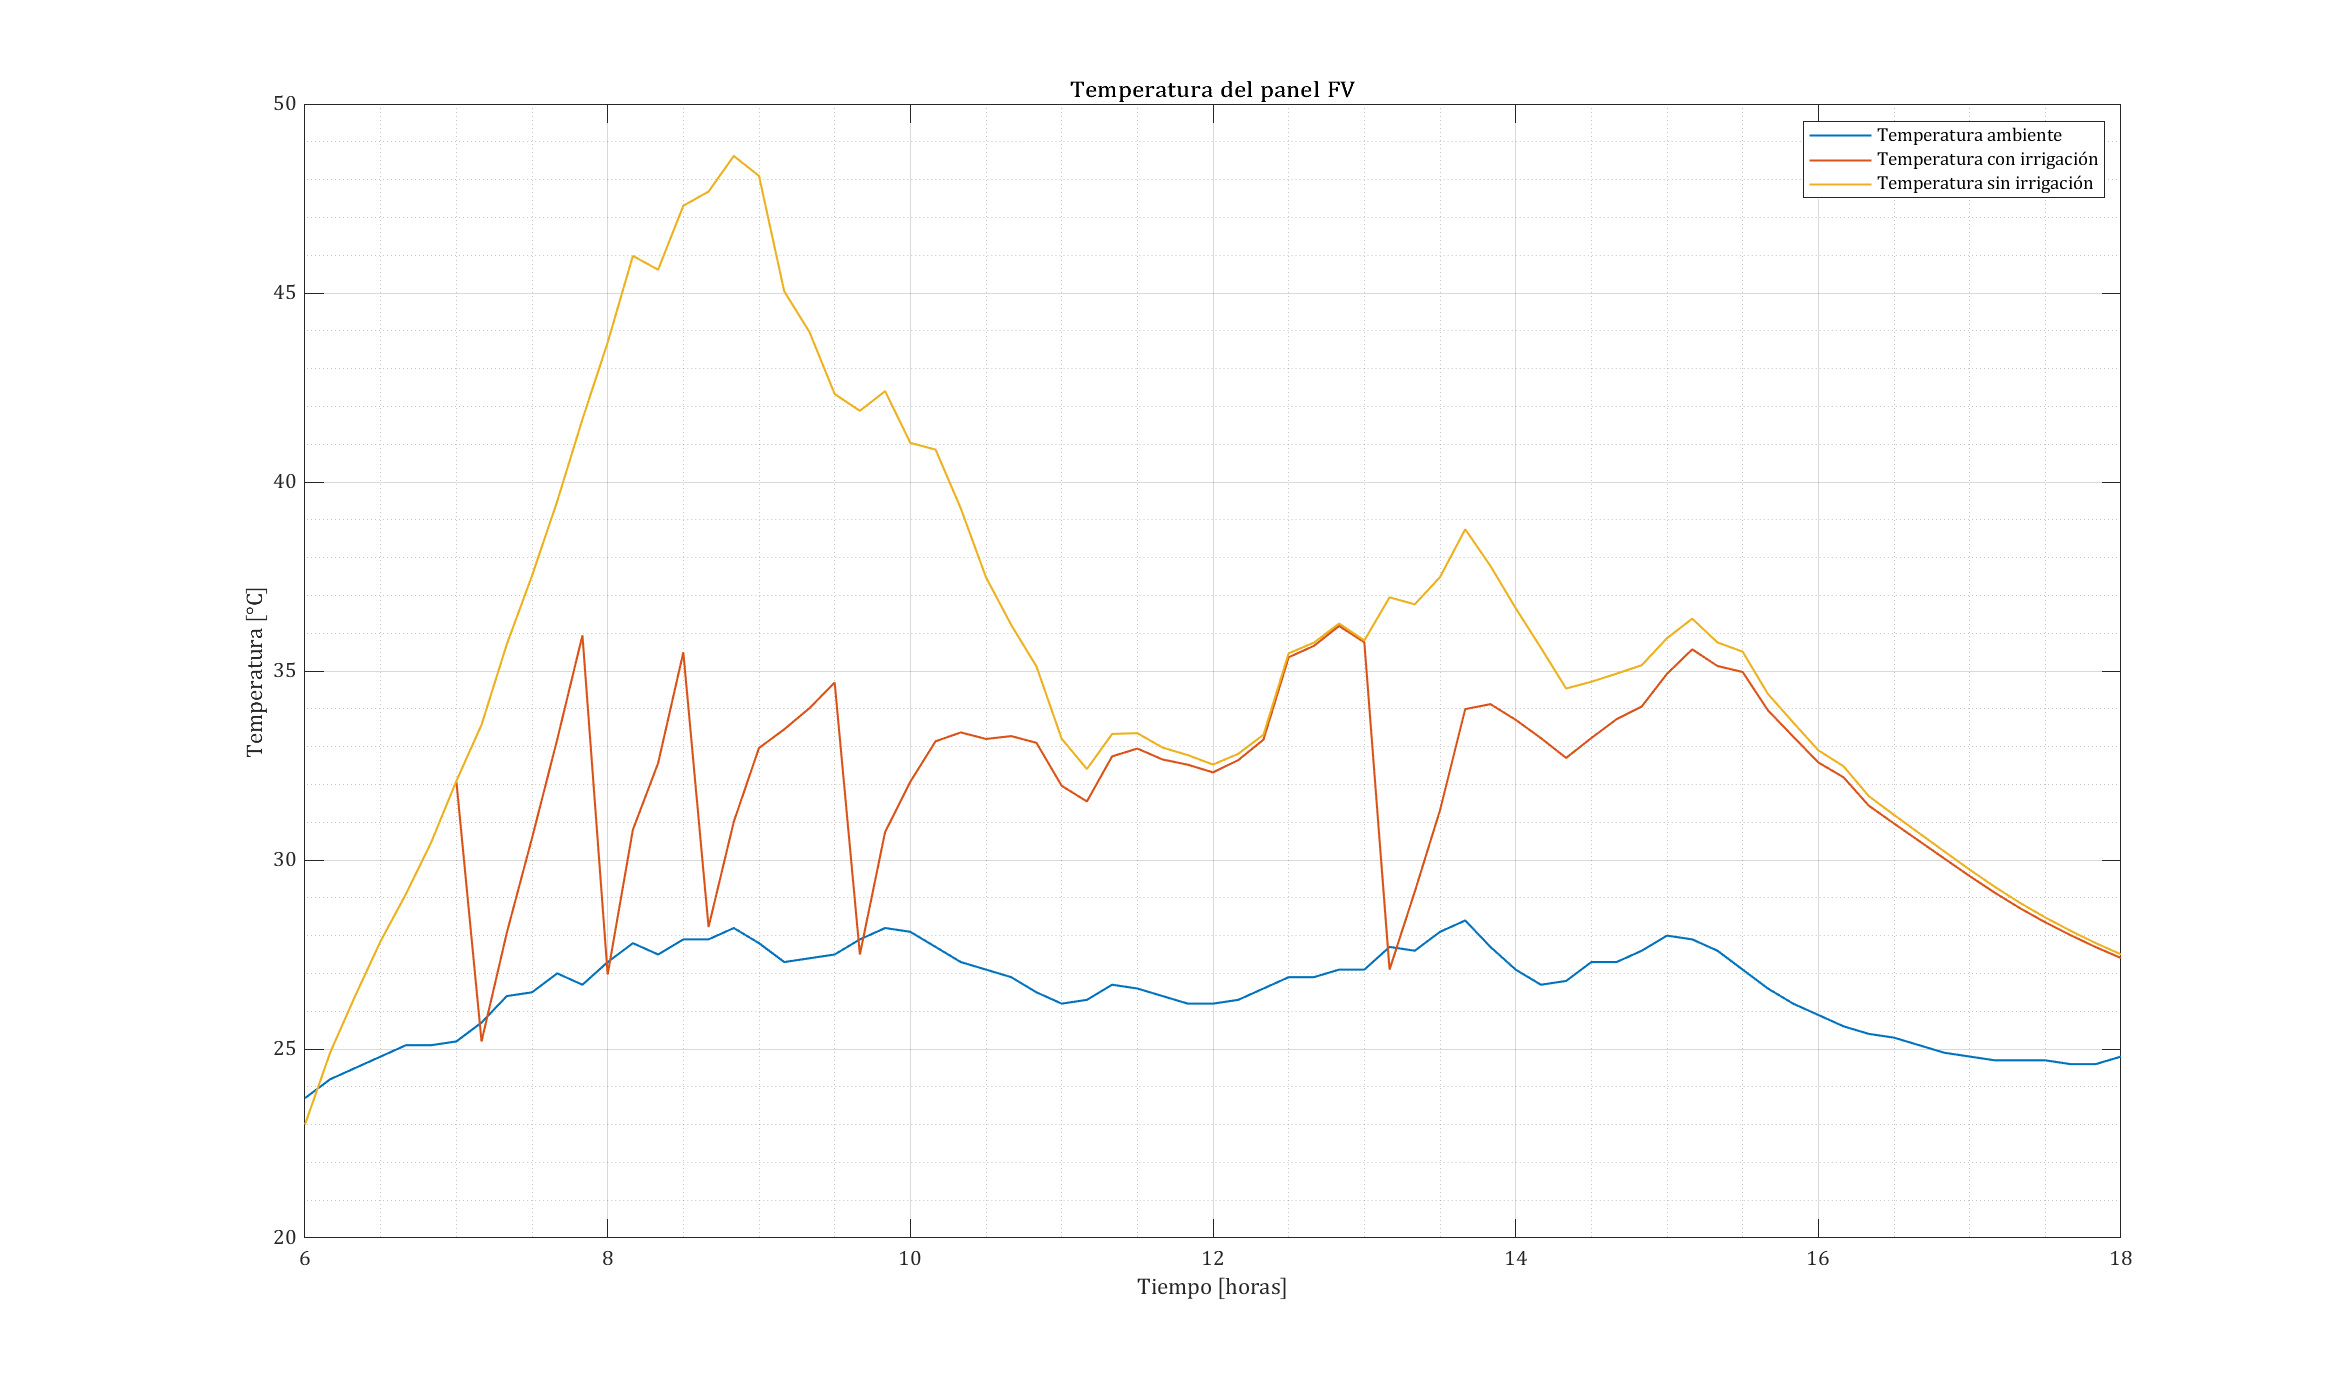 Temperatura del panel FV
Temperatura ambiente
Temperatura con irrigación
Temperatura sin irrigación
50
45
40
35
30
25
20
Temperatura [°C]
6 8 10 12 14 16 18
Tiempo [horas]